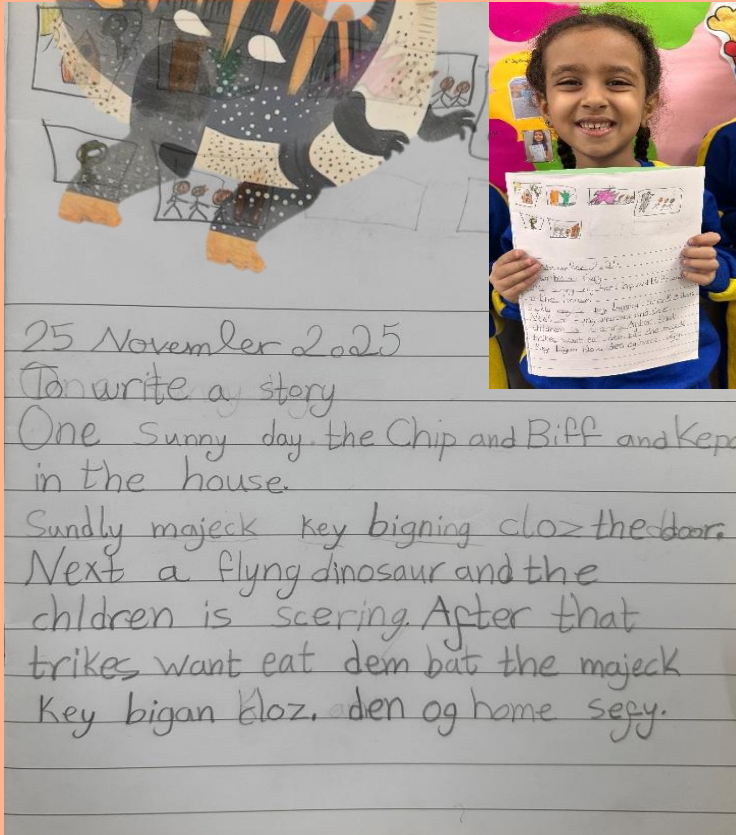 25 November 2025
To write a story
One sunny day the Chip and Biff and Kepa
in the house.
Sundly majeck key bigning cloz the door.
Next a flyng dinosaur and the
chldren is scering. After that
trikes want eat dem bat the majeck
key bigan kloz. den og home sefy.